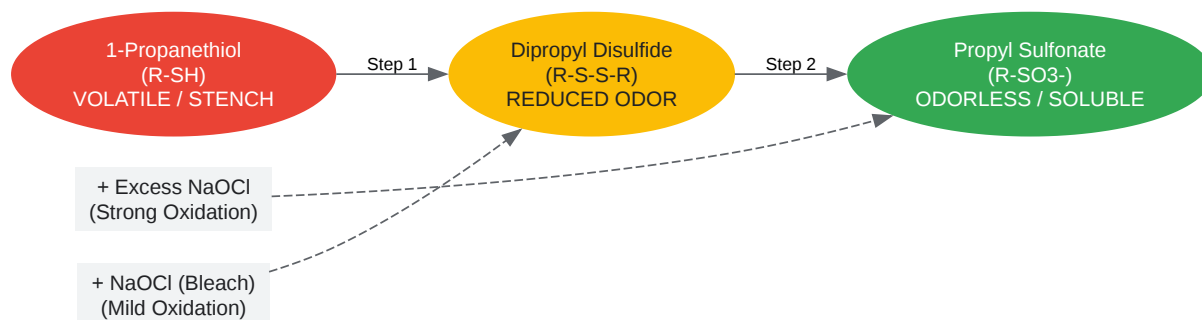 1-Propanethiol
(R-SH)
VOLATILE / STENCH
Step 1
Dipropyl Disulfide
(R-S-S-R)
REDUCED ODOR
Step 2
Propyl Sulfonate
(R-SO3-)
ODORLESS / SOLUBLE
+ Excess NaOCl
(Strong Oxidation)
+ NaOCl (Bleach)
(Mild Oxidation)